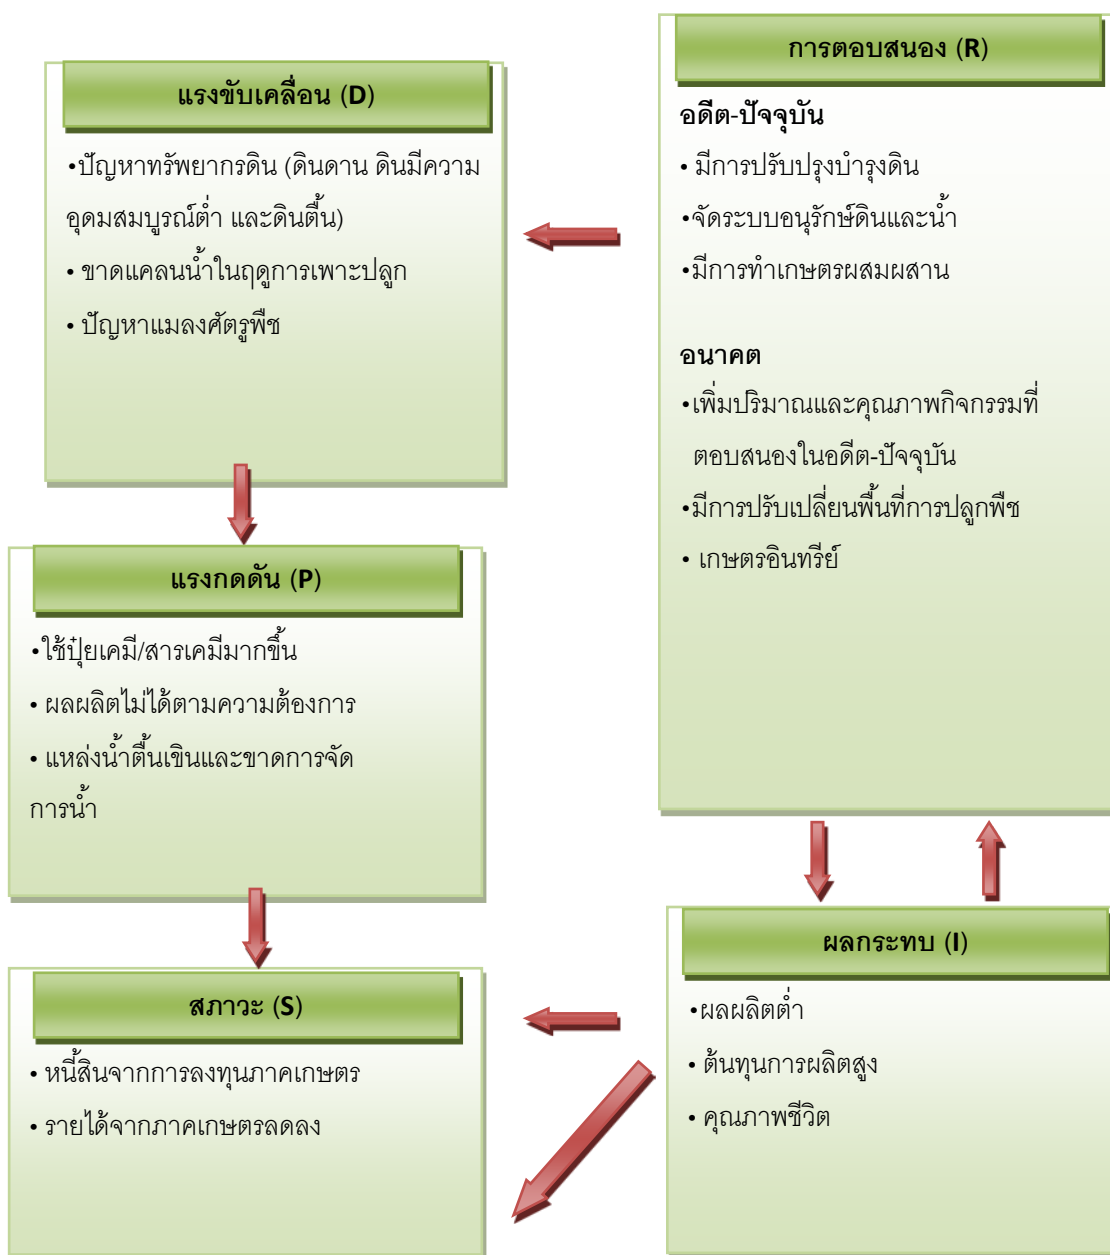 แรงขับเคลื่อน (D)
•ปัญหาทรัพยากรดิน (ดินดาน ดินมีความ
อุดมสมบูรณ์ต่ำ และดินตื้น)
• ขาดแคลนน้ำในฤดูการเพาะปลูก
• ปัญหาแมลงศัตรูพืช
แรงกดดัน (P)
•ใช้ปุ๋ยเคมี/สารเคมีมากขึ้น
• ผลผลิตไม่ได้ตามความต้องการ
• แหล่งน้ำตื้นเขินและขาดการจัด
การน้ำ
สภาวะ (S)
• หนี้สินจากการลงทุนภาคเกษตร
• รายได้จากภาคเกษตรลดลง
การตอบสนอง (R)
อดีต-ปัจจุบัน
• มีการปรับปรุงบำรุงดิน
•จัดระบบอนุรักษ์ดินและน้ำ
•มีการทำเกษตรผสมผสาน
อนาคต
•เพิ่มปริมาณและคุณภาพกิจกรรมที่
ตอบสนองในอดีต-ปัจจุบัน
•มีการปรับเปลี่ยนพื้นที่การปลูกพืช
• เกษตรอินทรีย์
ผลกระทบ (I)
•ผลผลิตต่ำ
• ต้นทุนการผลิตสูง
• คุณภาพชีวิต